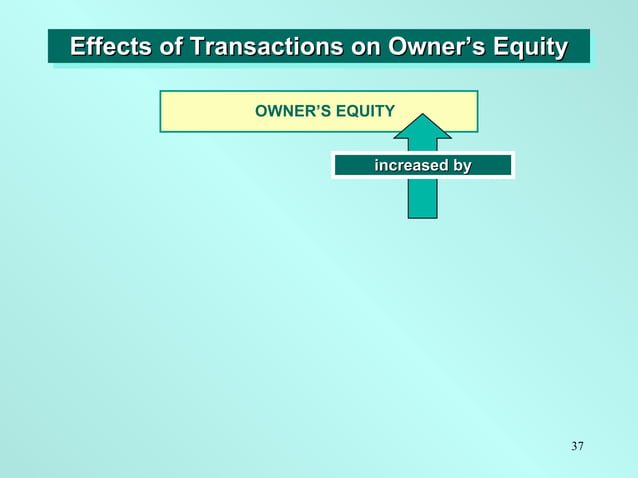 Effects of Transactions on Owner’s Equity
OWNER’S EQUITY
increased by
37